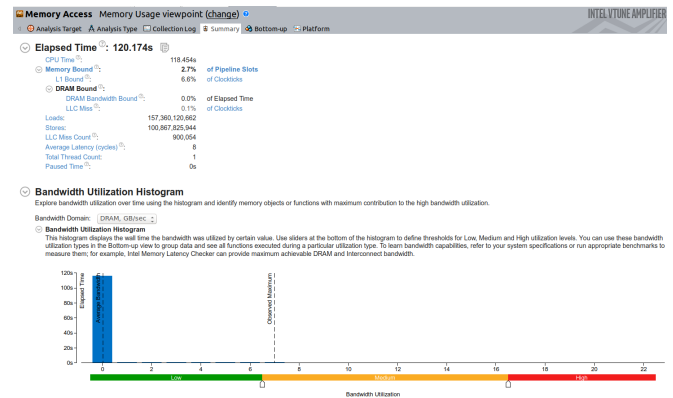 Memory Access Memory Usage viewpoint (change) ?
INTEL VTUNE AMPLIFIER
Analysis Target Analysis Type Collection Log Summary Bottom-up Platform
Elapsed Time ?: 120.174s
CPU Time ?: 118.454s
Memory Bound ?: 2.7% of Pipeline Slots
L1 Bound ?: 6.6% of Clockticks
DRAM Bound ?:
DRAM Bandwidth Bound ?: 0.0% of Elapsed Time
LLC Miss ?: 0.1% of Clockticks
Loads: 157,360,120,662
Stores: 100,867,825,944
LLC Miss Count ?: 900,054
Average Latency (cycles) ?: 8
Total Thread Count: 1
Paused Time ?: 0s
Bandwidth Utilization Histogram
Explore bandwidth utilization over time using the histogram and identify memory objects or functions with maximum contribution to the high bandwidth utilization.
Bandwidth Domain: DRAM, GB/sec
Bandwidth Utilization Histogram
This histogram displays the wall time the bandwidth was utilized by certain value. Use sliders at the bottom of the histogram to define thresholds for Low, Medium and High utilization levels. You can use these bandwidth
utilization types in the Bottom-up view to group data and see all functions executed during a particular utilization type. To learn bandwidth capabilities, refer to your system specifications or run appropriate benchmarks to
measure them; for example, Intel Memory Latency Checker can provide maximum achievable DRAM and Interconnect bandwidth.
Elapsed Time
120s
100s
80s
60s
40s
20s
0s
Average Bandwidth
Observed Maximum
0 2 4 6 8 10 12 14 16 18 20 22
Low Medium High
Bandwidth Utilization